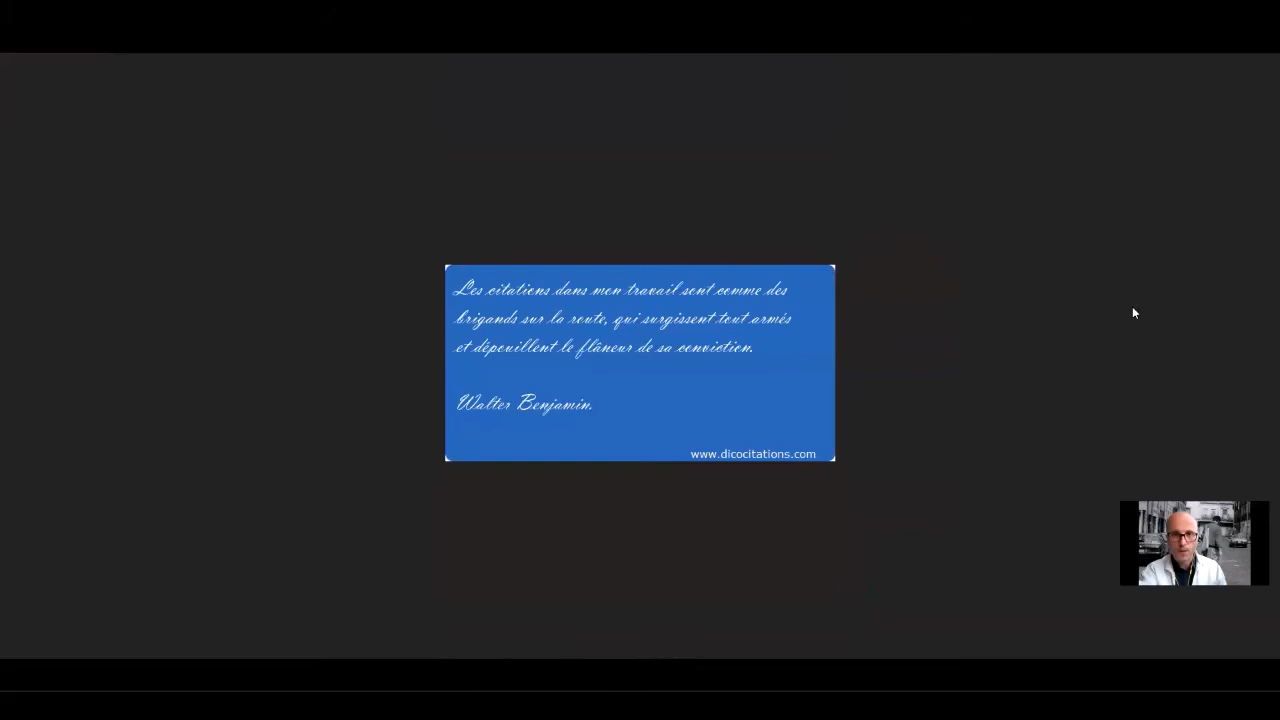 Les citations dans mon travail sont comme des
brigands sur la route, qui surgissent tout armés
et dépouillent le flâneur de sa conviction.
Walter Benjamin.
www.dicocitations.com